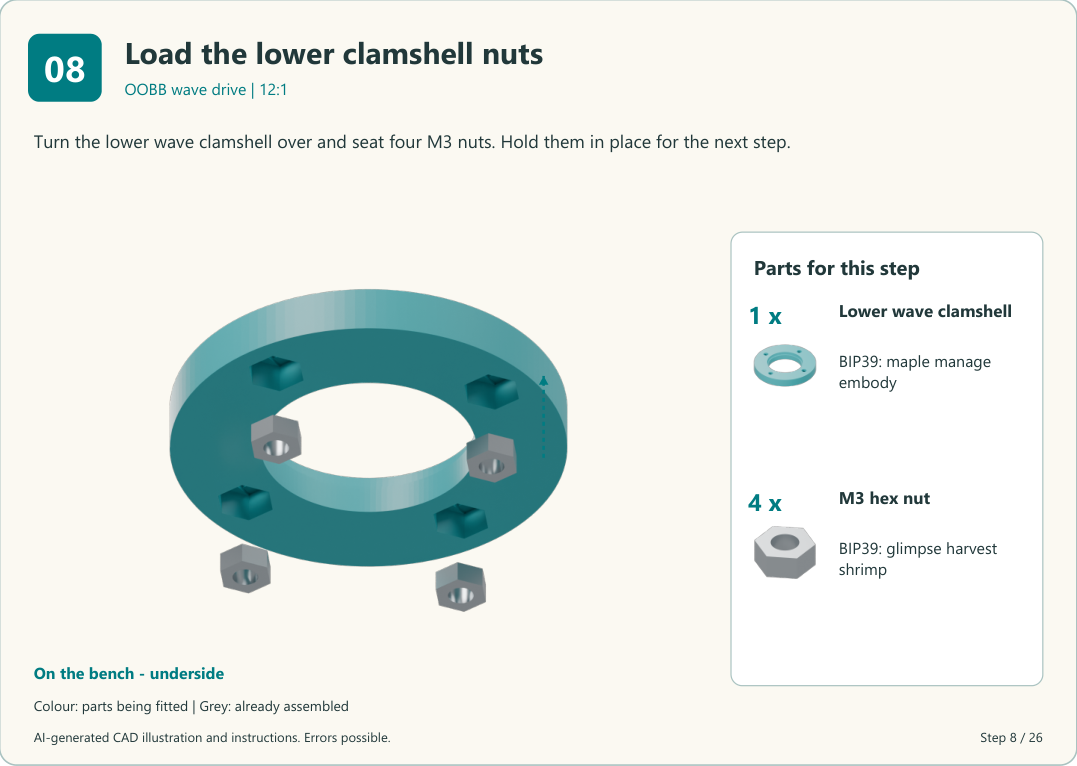 08
Load the lower clamshell nuts
OOBB wave drive | 12:1
Turn the lower wave clamshell over and seat four M3 nuts. Hold them in place for the next step.
Parts for this step
1 x
Lower wave clamshell
BIP39: maple manage
embody
4 x
M3 hex nut
BIP39: glimpse harvest
shrimp
On the bench - underside
Colour: parts being fitted | Grey: already assembled
AI-generated CAD illustration and instructions. Errors possible.
Step 8 / 26